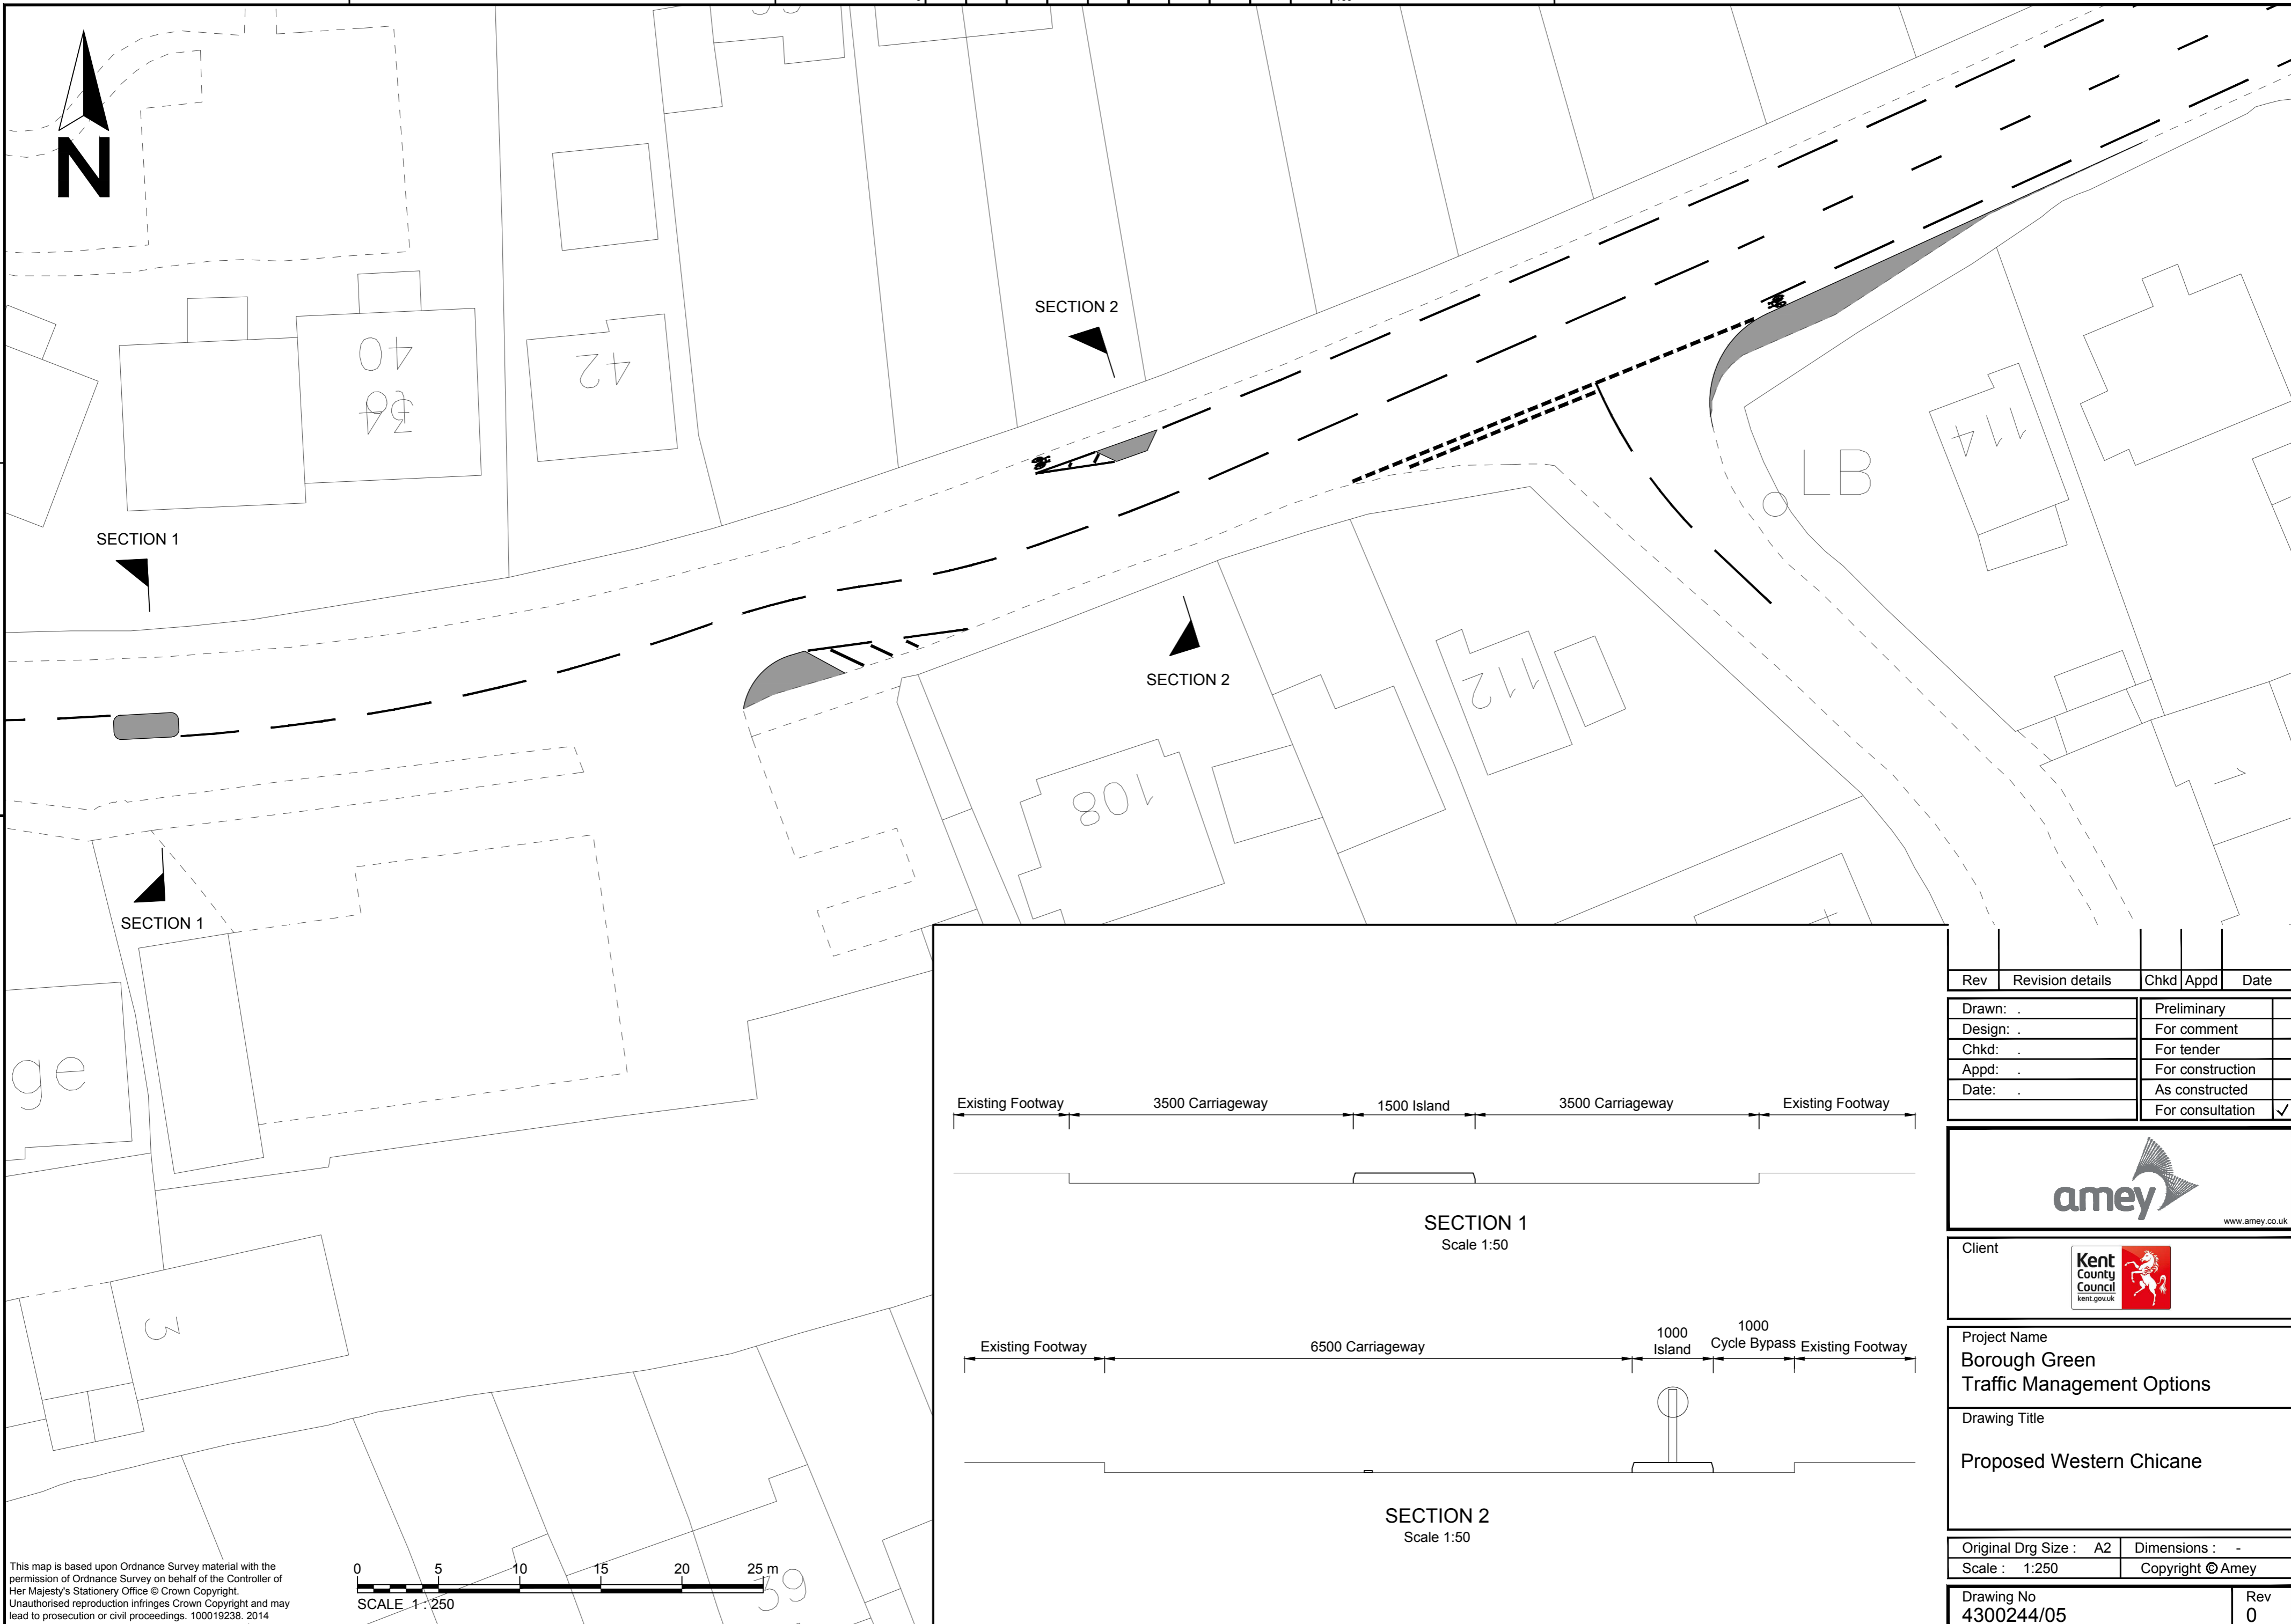 N
40
42
SECTION 2
SECTION 1
114
LB
SECTION 2
112
108
SECTION 1
ge
3
Existing Footway
3500 Carriageway
1500 Island
3500 Carriageway
Existing Footway
SECTION 1
Scale 1:50
Existing Footway
6500 Carriageway
1000
Island
1000
Cycle Bypass
Existing Footway
SECTION 2
Scale 1:50
This map is based upon Ordnance Survey material with the
permission of Ordnance Survey on behalf of the Controller of
Her Majesty's Stationery Office © Crown Copyright.
Unauthorised reproduction infringes Crown Copyright and may
lead to prosecution or civil proceedings. 100019238. 2014
0 5 10 15 20 25 m
SCALE 1 : 250
Rev Revision details Chkd Appd Date
Drawn: .
Design: .
Chkd: .
Appd: .
Date: .
Preliminary
For comment
For tender
For construction
As constructed
For consultation ✓
amey
www.amey.co.uk
Client
Kent
County
Council
kent.gov.uk
Project Name
Borough Green
Traffic Management Options
Drawing Title
Proposed Western Chicane
Original Drg Size : A2
Dimensions : -
Scale : 1:250
Copyright © Amey
Drawing No
4300244/05
Rev
0